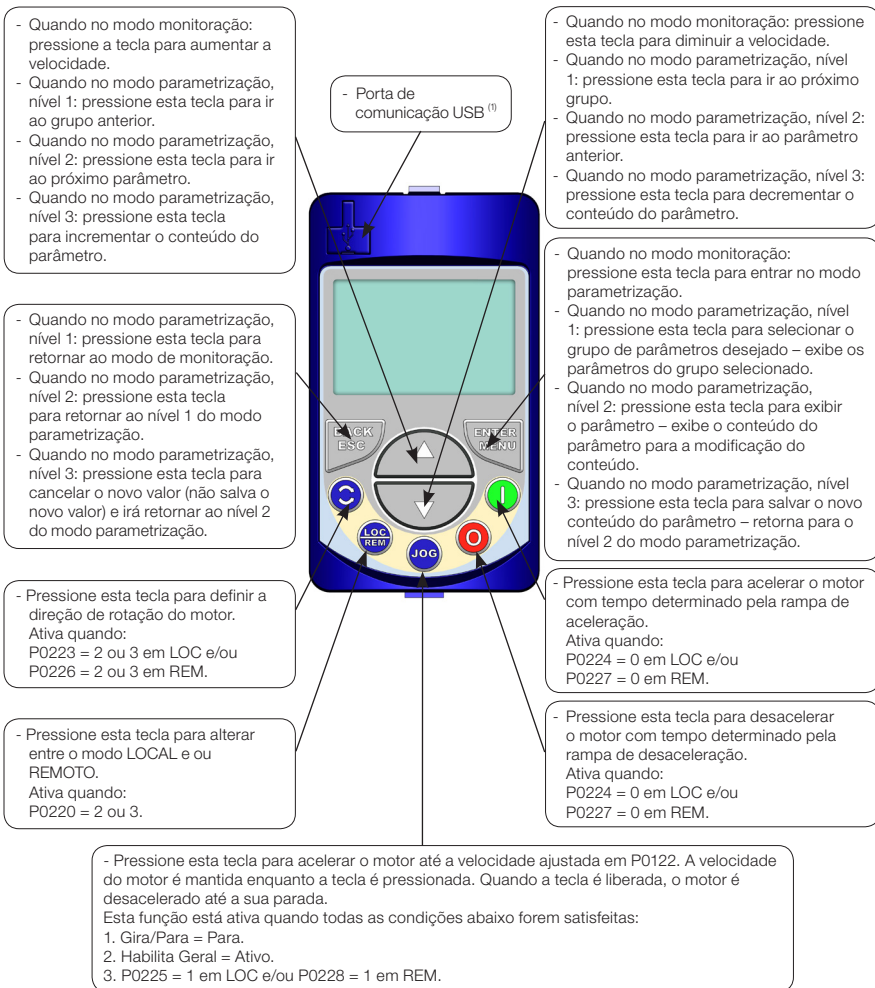 - Quando no modo monitoração:
pressione a tecla para aumentar a
velocidade.
- Quando no modo parametrização,
nível 1: pressione esta tecla para ir
ao grupo anterior.
- Quando no modo parametrização,
nível 2: pressione esta tecla para ir
ao próximo parâmetro.
- Quando no modo parametrização,
nível 3: pressione esta tecla
para incrementar o conteúdo do
parâmetro.
- Porta de
comunicação USB (1)
- Quando no modo monitoração: pressione
esta tecla para diminuir a velocidade.
- Quando no modo parametrização, nível
1: pressione esta tecla para ir ao próximo
grupo.
- Quando no modo parametrização, nível 2:
pressione esta tecla para ir ao parâmetro
anterior.
- Quando no modo parametrização, nível 3:
pressione esta tecla para decrementar o
conteúdo do parâmetro.
- Quando no modo parametrização,
nível 1: pressione esta tecla para
retornar ao modo de monitoração.
- Quando no modo parametrização,
nível 2: pressione esta tecla
para retornar ao nível 1 do modo
parametrização.
- Quando no modo parametrização,
nível 3: pressione esta tecla para
cancelar o novo valor (não salva o
novo valor) e irá retornar ao nível 2
do modo parametrização.
- Quando no modo monitoração:
pressione esta tecla para entrar no modo
parametrização.
- Quando no modo parametrização, nível
1: pressione esta tecla para selecionar o
grupo de parâmetros desejado – exibe os
parâmetros do grupo selecionado.
- Quando no modo parametrização,
nível 2: pressione esta tecla para exibir
o parâmetro – exibe o conteúdo do
parâmetro para a modificação do
conteúdo.
- Quando no modo parametrização, nível
3: pressione esta tecla para salvar o novo
conteúdo do parâmetro – retorna para o
nível 2 do modo parametrização.
BACK
ESC
ENTER
MENU
LOC
REM
JOG
- Pressione esta tecla para definir a
direção de rotação do motor.
Ativa quando:
P0223 = 2 ou 3 em LOC e/ou
P0226 = 2 ou 3 em REM.
- Pressione esta tecla para acelerar o motor
com tempo determinado pela rampa de
aceleração.
Ativa quando:
P0224 = 0 em LOC e/ou
P0227 = 0 em REM.
- Pressione esta tecla para alterar
entre o modo LOCAL e ou
REMOTO.
Ativa quando:
P0220 = 2 ou 3.
- Pressione esta tecla para desacelerar
o motor com tempo determinado pela
rampa de desaceleração.
Ativa quando:
P0224 = 0 em LOC e/ou
P0227 = 0 em REM.
- Pressione esta tecla para acelerar o motor até a velocidade ajustada em P0122. A velocidade
do motor é mantida enquanto a tecla é pressionada. Quando a tecla é liberada, o motor é
desacelerado até a sua parada.
Esta função está ativa quando todas as condições abaixo forem satisfeitas:
1. Gira/Para = Para.
2. Habilita Geral = Ativo.
3. P0225 = 1 em LOC e/ou P0228 = 1 em REM.